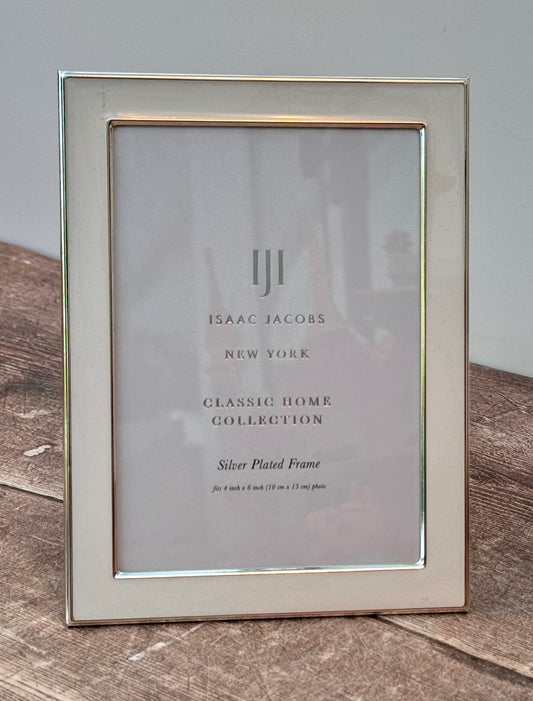 IJI
ISAAC JACOBS
NEW YORK
CLASSIC HOME
COLLECTION
Silver Plated Frame
fits 4 inch x 6 inch (10 cm x 15 cm) photo